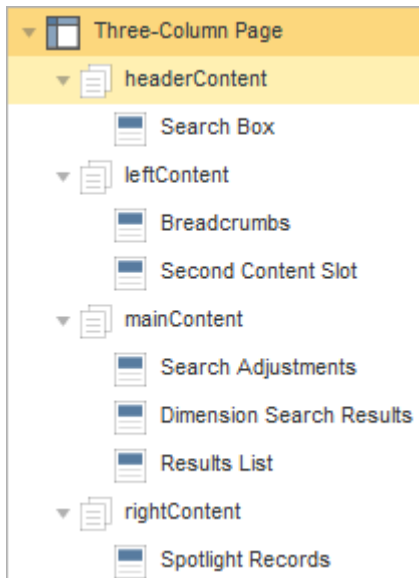 Three-Column Page
headerContent
Search Box
leftContent
Breadcrumbs
Second Content Slot
mainContent
Search Adjustments
Dimension Search Results
Results List
rightContent
Spotlight Records